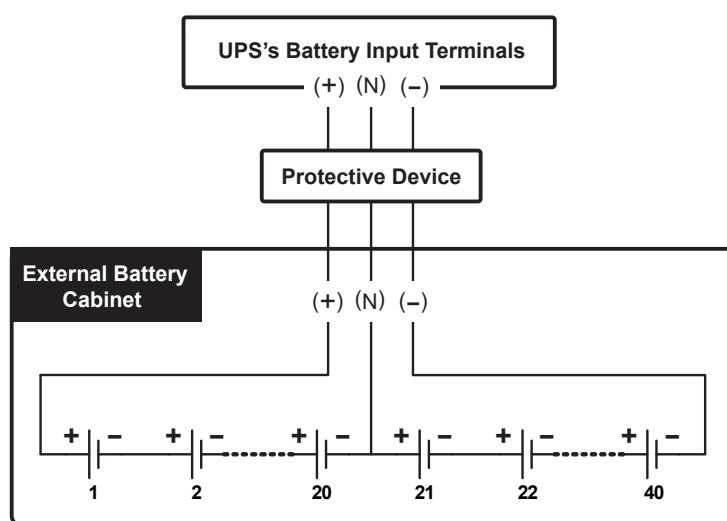 UPS's Battery Input Terminals
(+) (N) (–)
Protective Device
External Battery
Cabinet
(+) (N) (–)
+ – + – + – + – + – + –
1 2 20 21 22 40